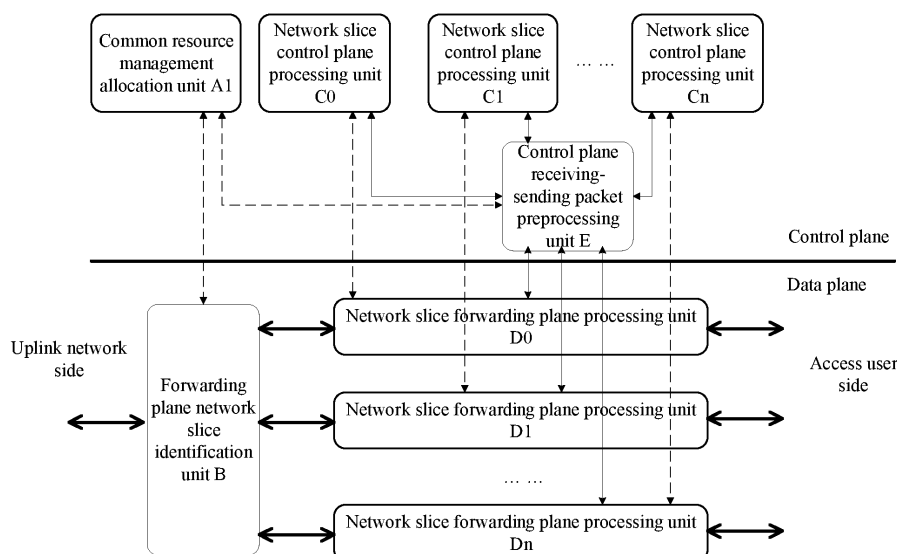 Common resource
management
allocation unit A1
Network slice
control plane
processing unit
C0
Network slice
control plane
processing unit
C1
... ...
Network slice
control plane
processing unit
Cn
Control plane
receiving-
sending packet
preprocessing
unit E
Control plane
Data plane
Uplink network
side
Forwarding
plane network
slice
identification
unit B
Network slice forwarding plane processing unit
D0
Network slice forwarding plane processing unit
D1
... ...
Network slice forwarding plane processing unit
Dn
Access user
side